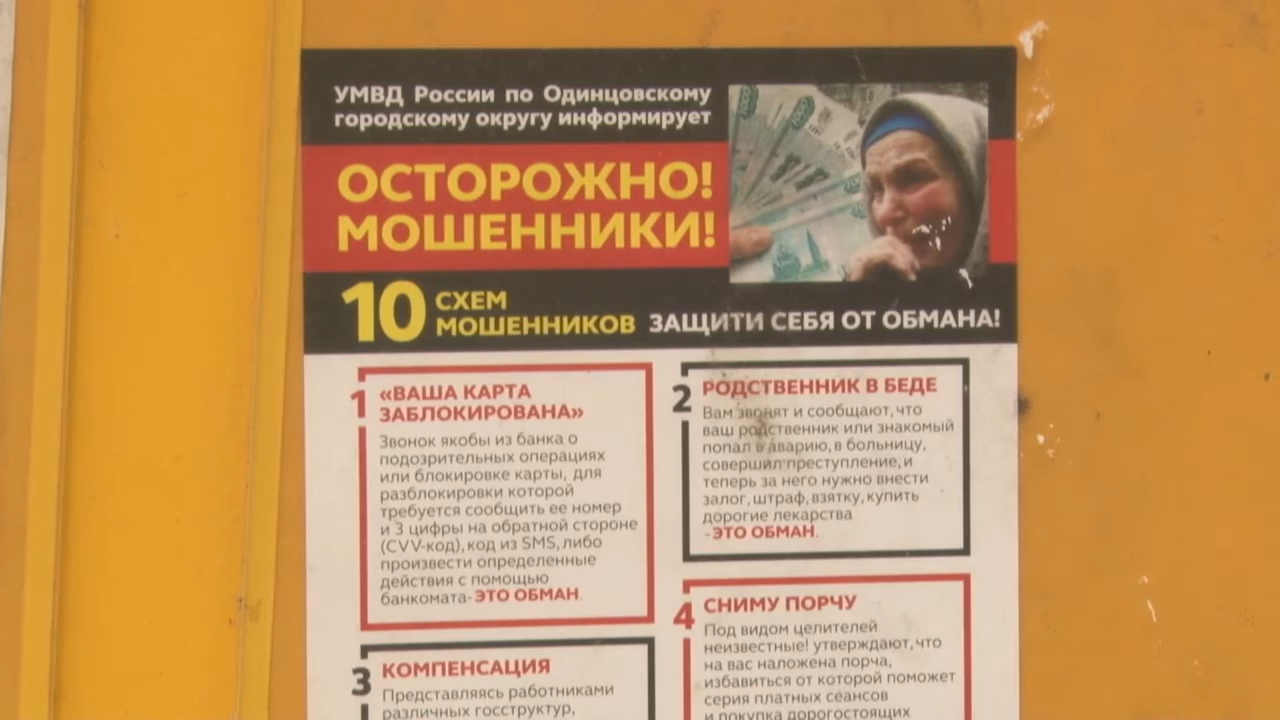 УМВД России по Одинцовскому
городскому округу информирует
ОСТОРОЖНО!
МОШЕННИКИ!
10 СХЕМ
МОШЕННИКОВ
ЗАЩИТИ СЕБЯ ОТ ОБМАНА!
1 «ВАША КАРТА
ЗАБЛОКИРОВАНА»
Звонок якобы из банка о
подозрительных операциях
или блокировке карты, для
разблокировки которой
требуется сообщить ее номер
и 3 цифры на обратной стороне
(CVV-код), код из SMS, либо
произвести определенные
действия с помощью
банкомата- ЭТО ОБМАН.
2 РОДСТВЕННИК В БЕДЕ
Вам звонят и сообщают, что
ваш родственник или знакомый
попал в аварию, в больницу,
совершил преступление, и
теперь за него нужно внести
залог, штраф, взятку, купить
дорогие лекарства
- ЭТО ОБМАН.
3 КОМПЕНСАЦИЯ
Представляясь работниками
различных госструктур,
4 СНИМУ ПОРЧУ
Под видом целителей
неизвестные! утверждают, что
на вас наложена порча,
избавиться от которой поможет
серия платных сеансов
и покупка дорогостоящих